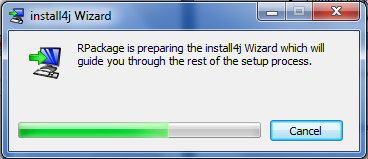 install4j Wizard
RPackage is preparing the install4j Wizard which will
guide you through the rest of the setup process.
Cancel